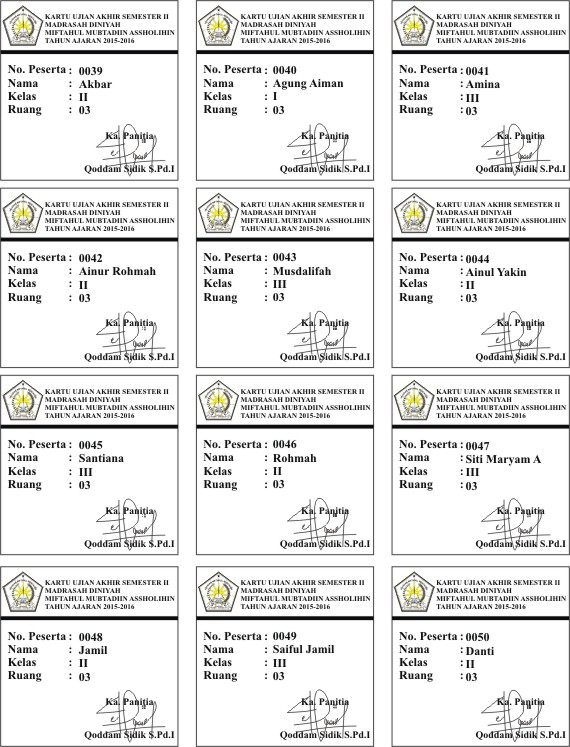 KARTU UJIAN AKHIR SEMESTER II
MADRASAH DINIYAH
MIFTAHUL MUBTADIN ASSHOLIHIN
TAHUN AJARAN 2015-2016
No. Peserta : 0039
Nama : Akbar
Kelas : II
Ruang : 03
Ka. Panitia
Qoddam Sidik S.Pd.I
KARTU UJIAN AKHIR SEMESTER II
MADRASAH DINIYAH
MIFTAHUL MUBTADIN ASSHOLIHIN
TAHUN AJARAN 2015-2016
No. Peserta : 0040
Nama : Agung Aiman
Kelas : I
Ruang : 03
Ka. Panitia
Qoddam Sidik S.Pd.I
KARTU UJIAN AKHIR SEMESTER II
MADRASAH DINIYAH
MIFTAHUL MUBTADIN ASSHOLIHIN
TAHUN AJARAN 2015-2016
No. Peserta : 0041
Nama : Amina
Kelas : III
Ruang : 03
Ka. Panitia
Qoddam Sidik S.Pd.I
KARTU UJIAN AKHIR SEMESTER II
MADRASAH DINIYAH
MIFTAHUL MUBTADIN ASSHOLIHIN
TAHUN AJARAN 2015-2016
No. Peserta : 0042
Nama : Ainur Rohmah
Kelas : II
Ruang : 03
Ka. Panitia
Qoddam Sidik S.Pd.I
KARTU UJIAN AKHIR SEMESTER II
MADRASAH DINIYAH
MIFTAHUL MUBTADIN ASSHOLIHIN
TAHUN AJARAN 2015-2016
No. Peserta : 0043
Nama : Musdalifah
Kelas : III
Ruang : 03
Ka. Panitia
Qoddam Sidik S.Pd.I
KARTU UJIAN AKHIR SEMESTER II
MADRASAH DINIYAH
MIFTAHUL MUBTADIN ASSHOLIHIN
TAHUN AJARAN 2015-2016
No. Peserta : 0044
Nama : Ainul Yakin
Kelas : II
Ruang : 03
Ka. Panitia
Qoddam Sidik S.Pd.I
KARTU UJIAN AKHIR SEMESTER II
MADRASAH DINIYAH
MIFTAHUL MUBTADIN ASSHOLIHIN
TAHUN AJARAN 2015-2016
No. Peserta : 0045
Nama : Santiana
Kelas : III
Ruang : 03
Ka. Panitia
Qoddam Sidik S.Pd.I
KARTU UJIAN AKHIR SEMESTER II
MADRASAH DINIYAH
MIFTAHUL MUBTADIN ASSHOLIHIN
TAHUN AJARAN 2015-2016
No. Peserta : 0046
Nama : Rohmah
Kelas : II
Ruang : 03
Ka. Panitia
Qoddam Sidik S.Pd.I
KARTU UJIAN AKHIR SEMESTER II
MADRASAH DINIYAH
MIFTAHUL MUBTADIN ASSHOLIHIN
TAHUN AJARAN 2015-2016
No. Peserta : 0047
Nama : Siti Maryam A
Kelas : III
Ruang : 03
Ka. Panitia
Qoddam Sidik S.Pd.I
KARTU UJIAN AKHIR SEMESTER II
MADRASAH DINIYAH
MIFTAHUL MUBTADIN ASSHOLIHIN
TAHUN AJARAN 2015-2016
No. Peserta : 0048
Nama : Jamil
Kelas : II
Ruang : 03
Ka. Panitia
Qoddam Sidik S.Pd.I
KARTU UJIAN AKHIR SEMESTER II
MADRASAH DINIYAH
MIFTAHUL MUBTADIN ASSHOLIHIN
TAHUN AJARAN 2015-2016
No. Peserta : 0049
Nama : Saiful Jamil
Kelas : III
Ruang : 03
Ka. Panitia
Qoddam Sidik S.Pd.I
KARTU UJIAN AKHIR SEMESTER II
MADRASAH DINIYAH
MIFTAHUL MUBTADIN ASSHOLIHIN
TAHUN AJARAN 2015-2016
No. Peserta : 0050
Nama : Danti
Kelas : II
Ruang : 03
Ka. Panitia
Qoddam Sidik S.Pd.I